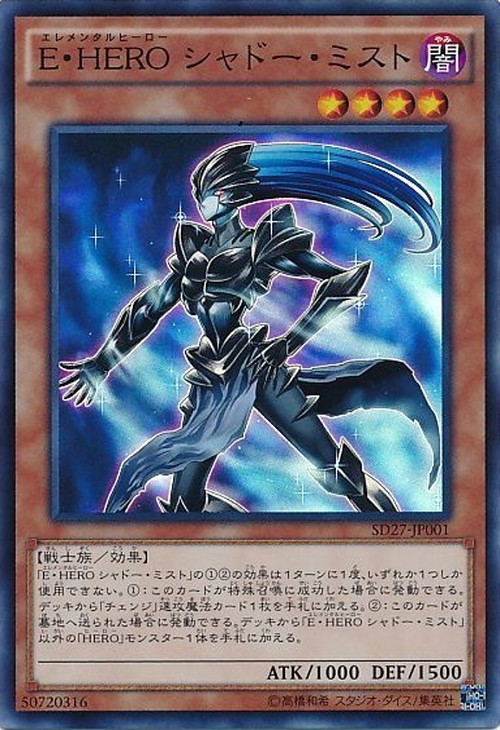 エレメンタルヒーロー
E・HERO シャドー・ミスト
やみ
闇
SD27-JP001
【戦士族／効果】
「E・HERO シャドー・ミスト」の①②の効果は1ターンに1度、いずれか1つしか
使用できない。①：このカードが特殊召喚に成功した場合に発動できる。
デッキから「チェンジ」速攻魔法カード1枚を手札に加える。②：このカードが
墓地へ送られた場合に発動できる。デッキから「E・HERO シャドー・ミスト」
以外の「HERO」モンスター1体を手札に加える。
ATK/1000 DEF/1500
50720316
©高橋和希 スタジオ・ダイス/集英社